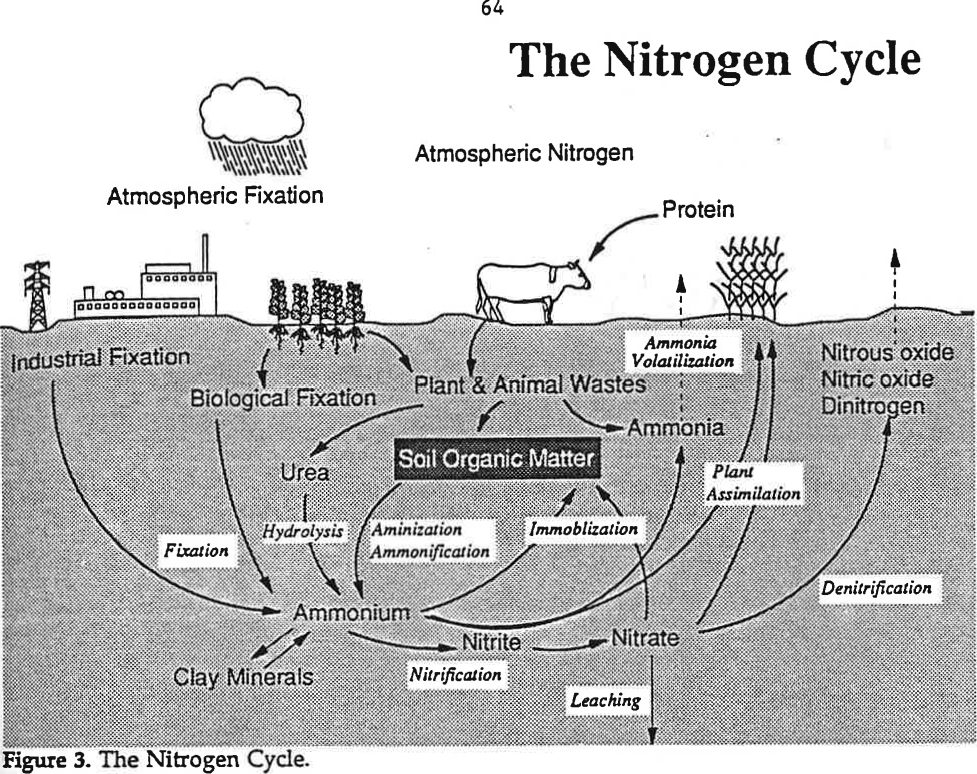 64
The Nitrogen Cycle
Atmospheric Nitrogen
Atmospheric Fixation
Protein
Industrial Fixation
Biological Fixation
Plant & Animal Wastes
Ammonia
Volatilization
Nitrous oxide
Nitric oxide
Dinitrogen
Ammonia
Urea
Soil Organic Matter
Plant
Assimilation
Hydrolysis
Aminization
Ammonification
Immoblization
Fixation
Denitrification
Ammonium
Nitrite
Nitrate
Clay Minerals
Nitrification
Leaching
Figure 3. The Nitrogen Cycle.